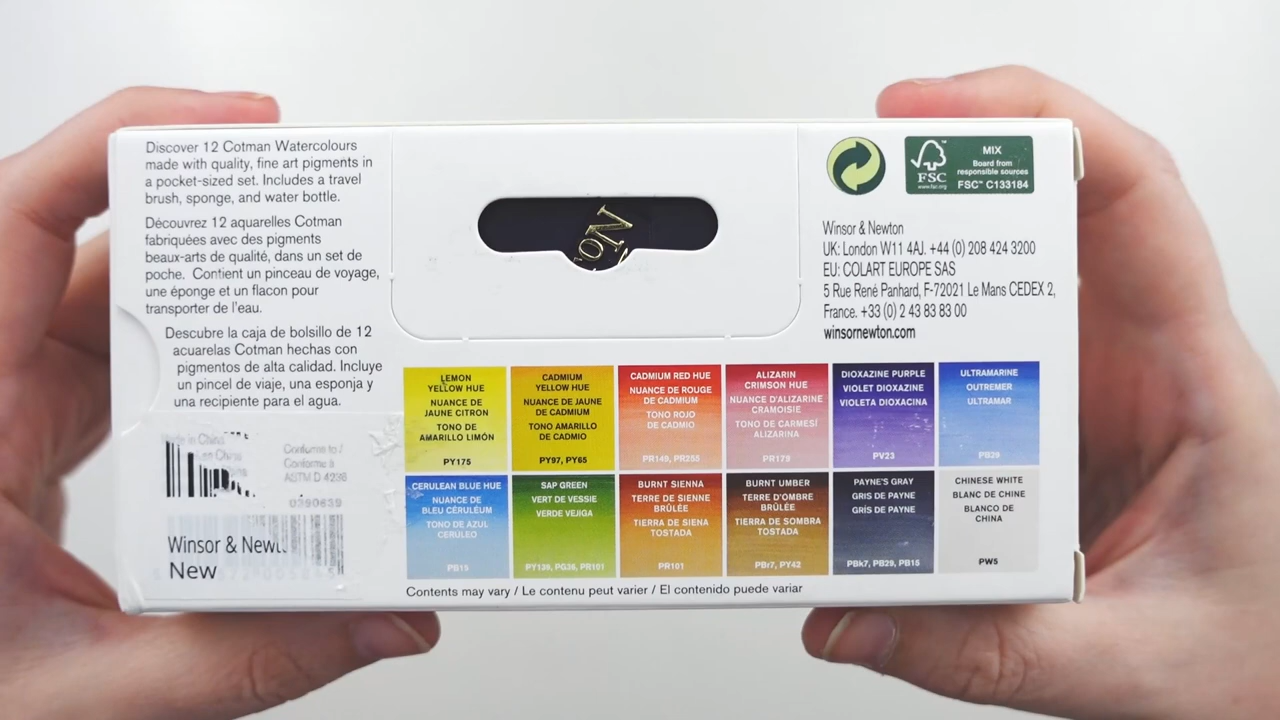 Discover 12 Cotman Watercolours
made with quality, fine art pigments in
a pocket-sized set. Includes a travel
brush, sponge, and water bottle.
Découvrez 12 aquarelles Cotman
fabriquées avec des pigments
beaux-arts de qualité, dans un set de
poche. Contient un pinceau de voyage,
une éponge et un flacon pour
transporter de l'eau.
Descubre la caja de bolsillo de 12
acuarelas Cotman hechas con
pigmentos de alta calidad. Incluye
un pincel de viaje, una esponja y
una recipiente para el agua.
in China
Conforms to /
Conforme à
ASTM D 4236
0390639
Winsor & Newt
New
ON
FSC
www.fsc.org
MIX
Board from
responsible sources
FSC™ C133184
Winsor & Newton
UK: London W11 4AJ. +44 (0) 208 424 3200
EU: COLART EUROPE SAS
5 Rue René Panhard, F-72021 Le Mans CEDEX 2,
France. +33 (0) 2 43 83 83 00
winsornewton.com
LEMON
YELLOW HUE
NUANCE DE
JAUNE CITRON
TONO DE
AMARILLO LIMÓN
PY175
CADMIUM
YELLOW HUE
NUANCE DE JAUNE
DE CADMIUM
TONO AMARILLO
DE CADMIO
PY97, PY65
CADMIUM RED HUE
NUANCE DE ROUGE
DE CADMIUM
TONO ROJO
DE CADMIO
PR149, PR255
ALIZARIN
CRIMSON HUE
NUANCE D'ALIZARINE
CRAMOISIE
TONO DE CARMESÍ
ALIZARINA
PR179
DIOXAZINE PURPLE
VIOLET DIOXAZINE
VIOLETA DIOXACINA
PV23
ULTRAMARINE
OUTREMER
ULTRAMAR
PB29
CERULEAN BLUE HUE
NUANCE DE
BLEU CÉRULÉUM
TONO DE AZUL
CERULEO
PB15
SAP GREEN
VERT DE VESSIE
VERDE VEJIGA
PY139, PG36, PR101
BURNT SIENNA
TERRE DE SIENNE
BRÛLÉE
TIERRA DE SIENA
TOSTADA
PR101
BURNT UMBER
TERRE D'OMBRE
BRÛLÉE
TIERRA DE SOMBRA
TOSTADA
PBr7, PY42
PAYNE'S GRAY
GRIS DE PAYNE
GRÍS DE PAYNE
PBk7, PB29, PB15
CHINESE WHITE
BLANC DE CHINE
BLANCO DE
CHINA
PW5
Contents may vary / Le contenu peut varier / El contenido puede variar